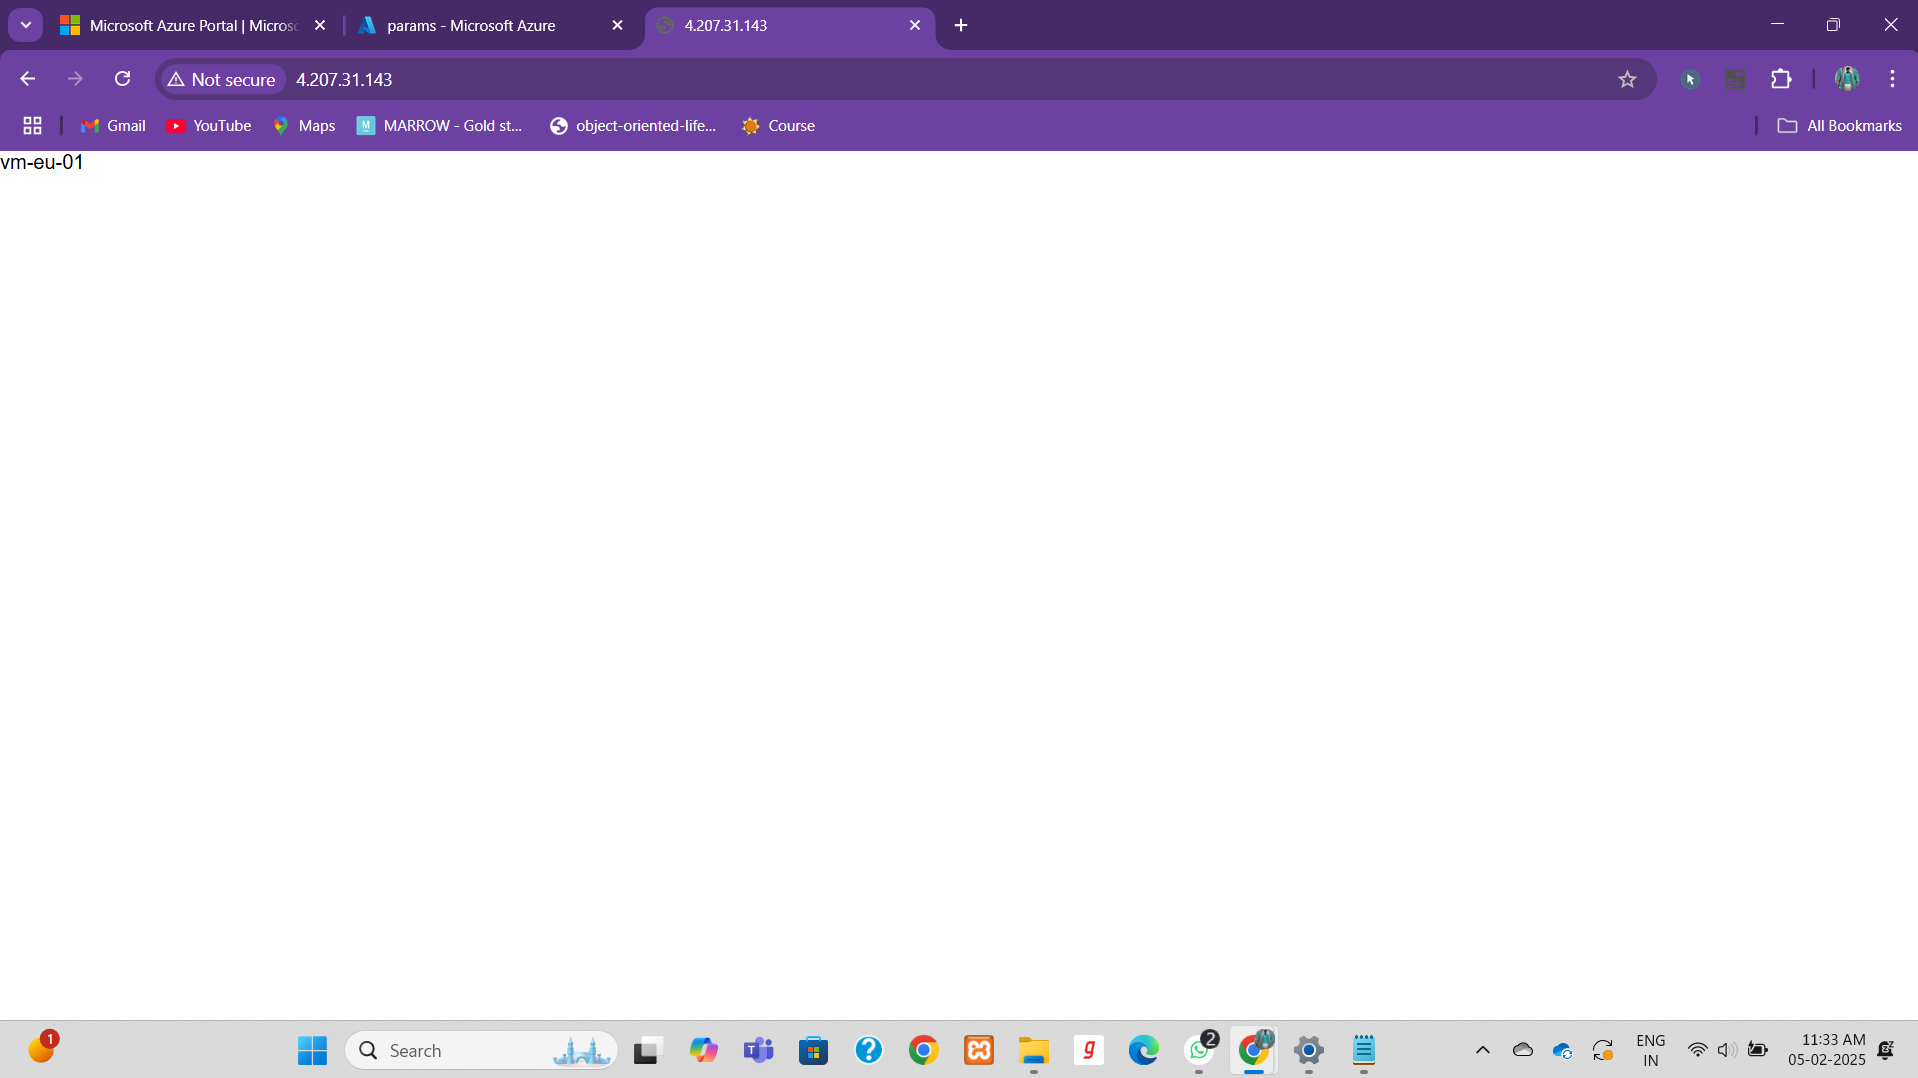 Microsoft Azure Portal | Micros
params - Microsoft Azure
4.207.31.143
Not secure
4.207.31.143
Gmail
YouTube
Maps
MARROW - Gold st...
object-oriented-life...
Course
All Bookmarks
vm-eu-01
1
Search
2
ENG
IN
11:33 AM
05-02-2025